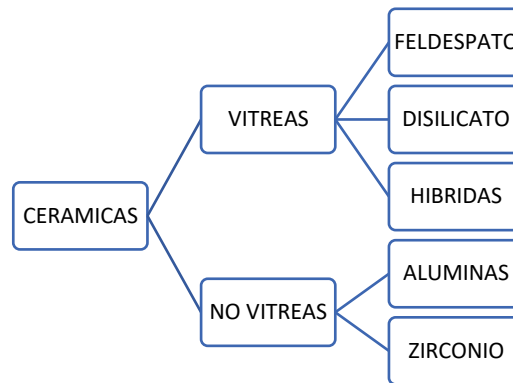 CERAMICAS
VITREAS
FELDESPATO
DISILICATO
HIBRIDAS
NO VITREAS
ALUMINAS
ZIRCONIO